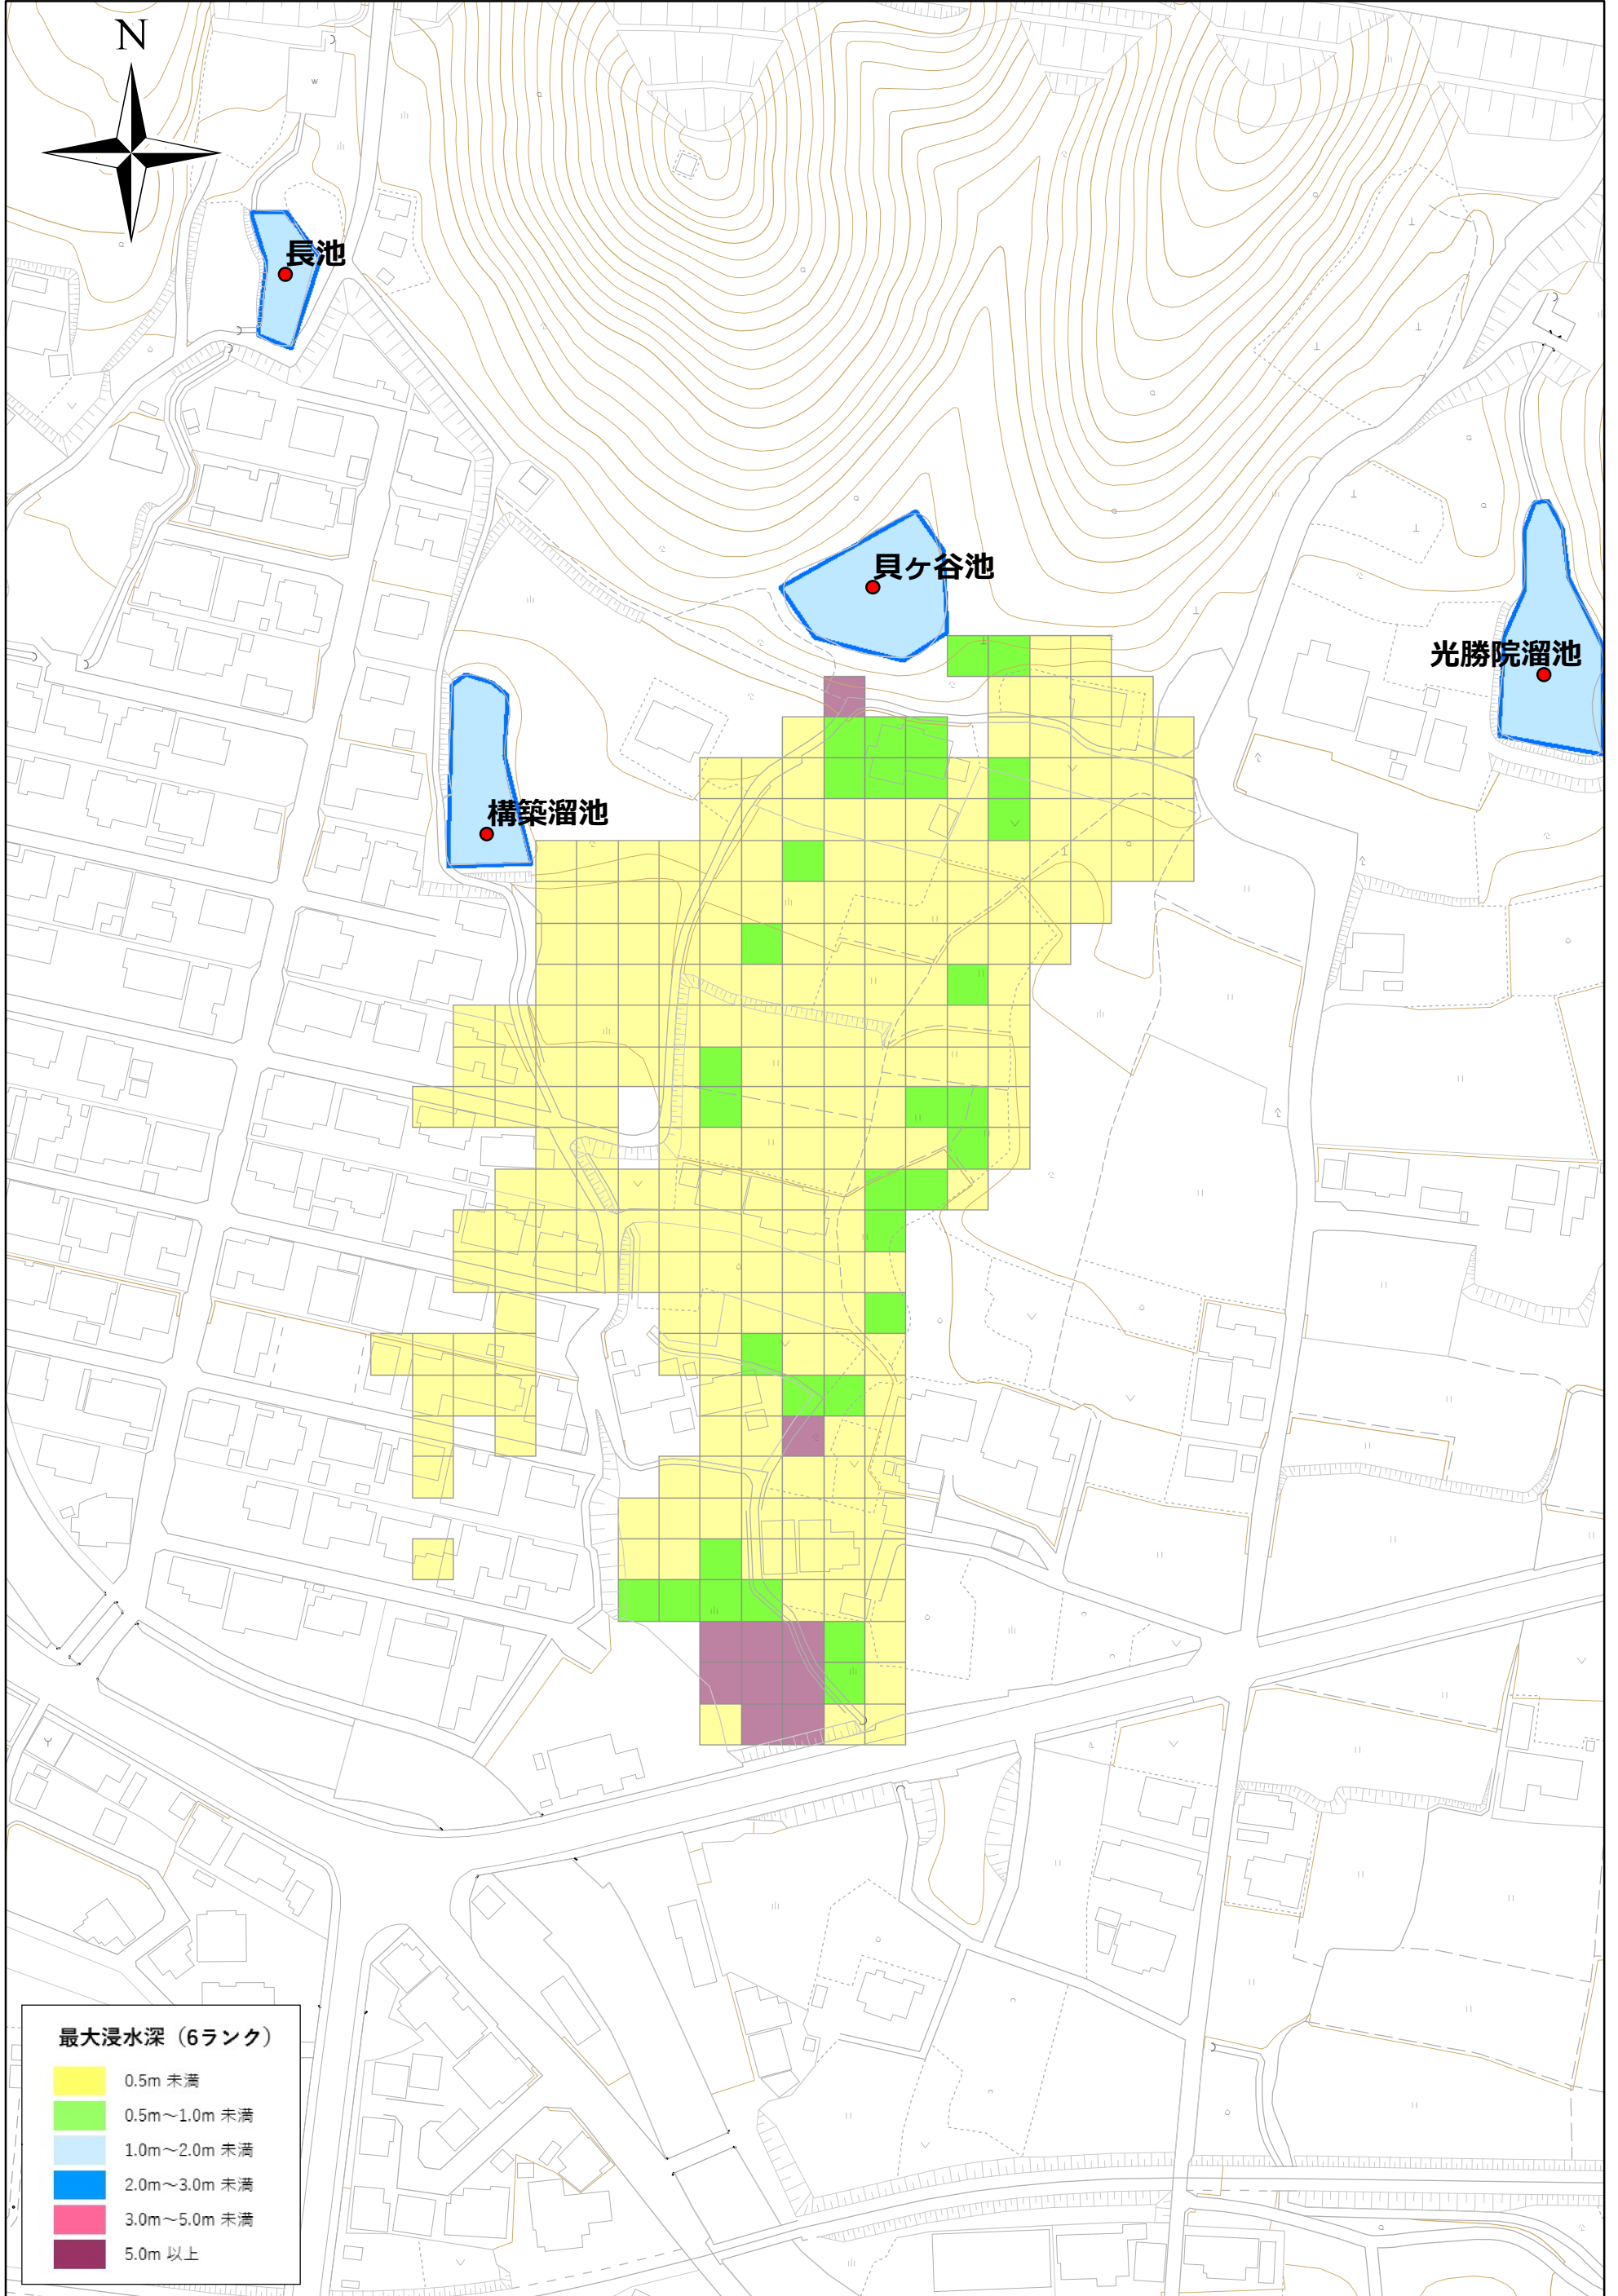 N
長池
貝ヶ谷池
光勝院溜池
構築溜池
最大浸水深（6ランク）
0.5m 未満
0.5m～1.0m 未満
1.0m～2.0m 未満
2.0m～3.0m 未満
3.0m～5.0m 未満
5.0m 以上